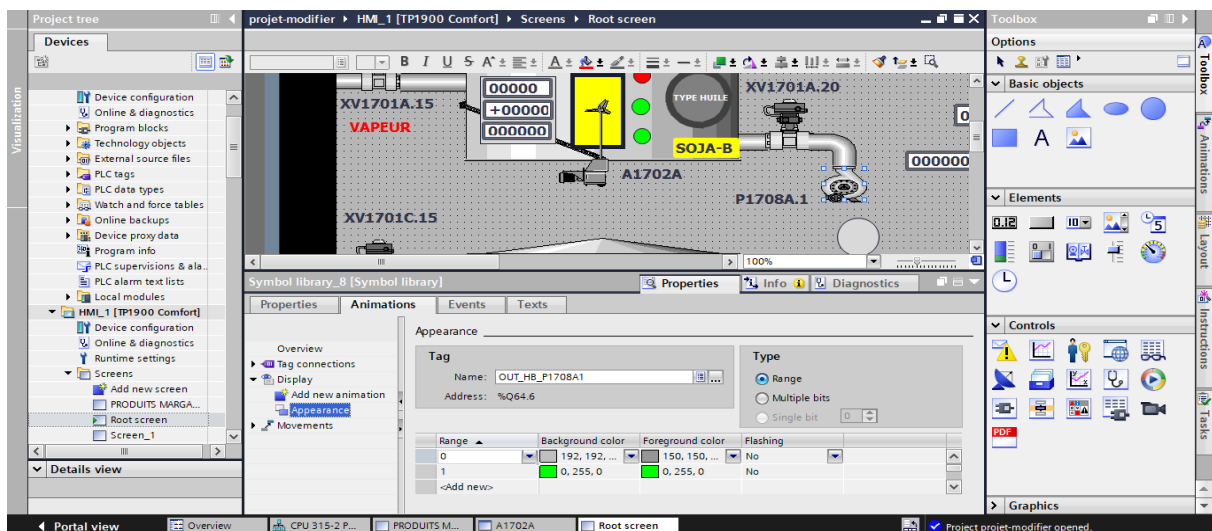 Project tree
projet-modifier ▸ HMI_1 [TP1900 Comfort] ▸ Screens ▸ Root screen
Toolbox
Devices
Options
Visualization
B I U S A
Device configuration
Online & diagnostics
Program blocks
Technology objects
External source files
PLC tags
PLC data types
Watch and force tables
Online backups
Device proxy data
Program info
PLC supervisions & ala..
PLC alarm text lists
Local modules
HMI_1 [TP1900 Comfort]
Device configuration
Online & diagnostics
Runtime settings
Screens
Add new screen
PRODUITS MARGA...
Root screen
Screen_1
Details view
XV1701A.15
VAPEUR
00000
+00000
000000
TYPE HUILE
SOJA-B
XV1701A.20
0
000000
A1702A
P1708A.1
XV1701C.15
100%
Symbol library_8 [Symbol library]
Properties
Info
Diagnostics
Properties
Animations
Events
Texts
Overview
Tag connections
Display
Add new animation
Appearance
Movements
Appearance
Tag
Name: OUT_HB_P1708A1
Address: %Q64.6
Type
Range
Multiple bits
Single bit 0
Range Background color Foreground color Flashing
0 192, 192, ... 150, 150, ... No
1 0, 255, 0 0, 255, 0 No
<Add new>
Basic objects
A
Elements
0.12
10
5
Controls
PDF
Graphics
Toolbox
Animations
Layout
Instructions
Tasks
Portal view
Overview
CPU 315-2 P...
PRODUITS M...
A1702A
Root screen
Project projet-modifier opened.